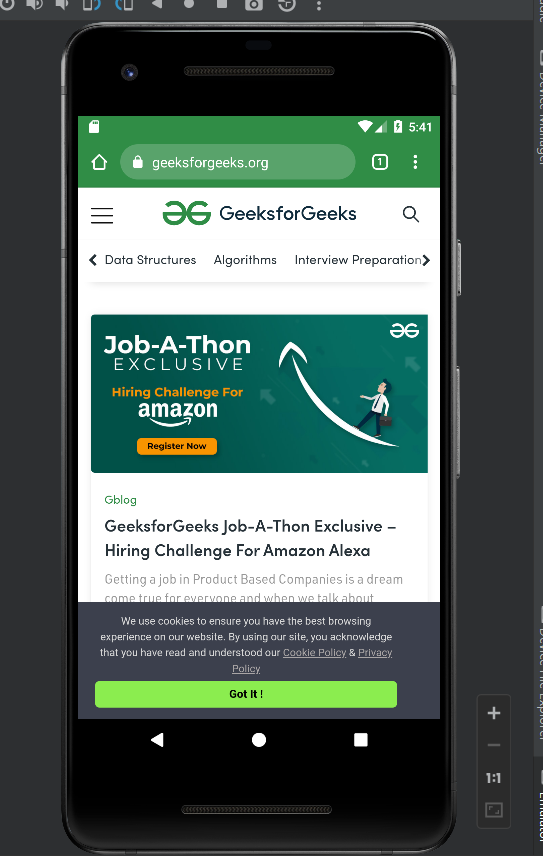 5:41
geeksforgeeks.org
1
GeeksforGeeks
Data Structures Algorithms Interview Preparation
Job-A-Thon
EXCLUSIVE
Hiring Challenge For
amazon
Register Now
Gblog
GeeksforGeeks Job-A-Thon Exclusive –
Hiring Challenge For Amazon Alexa
Getting a job in Product Based Companies is a dream
come true for everyone and when we talk about
We use cookies to ensure you have the best browsing
experience on our website. By using our site, you acknowledge
that you have read and understood our Cookie Policy & Privacy
Policy
Got It !
1:1